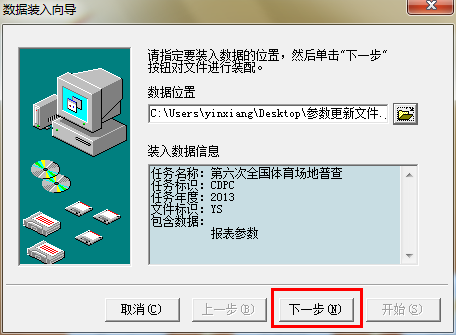 数据装入向导
请指定要装入数据的位置，然后单击“下一步”
按钮对文件进行装配。
数据位置
C:\Users\yinxiang\Desktop\参数更新文件..
装入数据信息
任务名称：第六次全国体育场地普查
任务标识：CDPC
任务年度：2013
文件标识：YS
包含数据：
报表参数
取消(C)
上一步(B)
下一步(N)
开始(S)